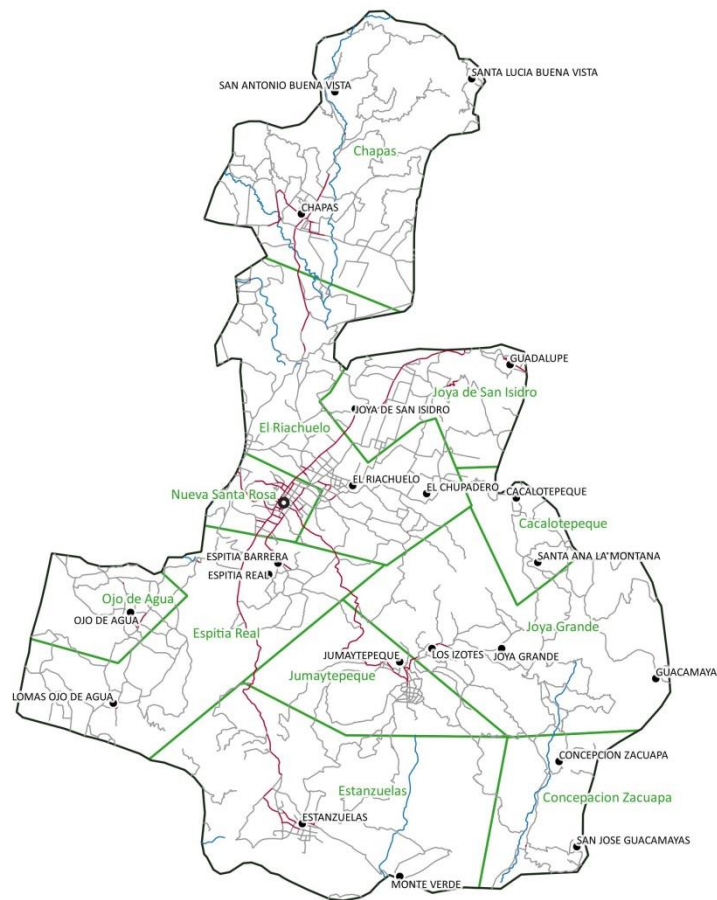 SANTA LUCIA BUENA VISTA
SAN ANTONIO BUENA VISTA
Chapas
CHAPAS
GUADALUPE
Joya de San Isidro
JOYA DE SAN ISIDRO
El Riachuelo
EL RIACHUELO
EL CHUPADERO
CACALOTEPEQUE
Nueva Santa Rosa
Cacalotepeque
ESPITIA BARRERA
SANTA ANA LA MONTANA
ESPITIA REAL
Ojo de Agua
OJO DE AGUA
Espitia Real
Joya Grande
JUMAYTEPEQUE
LOS IZOTES
JOYA GRANDE
Jumaytepeque
GUACAMAYA
LOMAS OJO DE AGUA
CONCEPCION ZACUAPA
Estanzuelas
Concepacion Zacuapa
ESTANZUELAS
SAN JOSE GUACAMAYAS
MONTE VERDE